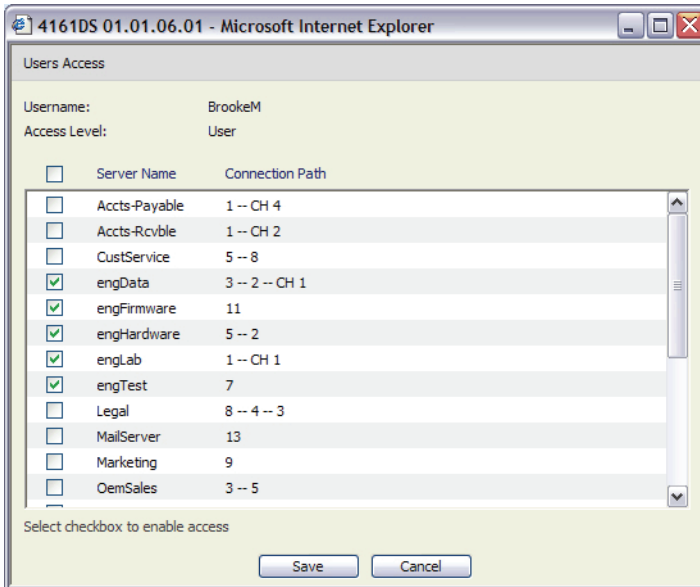 4161DS 01.01.06.01 - Microsoft Internet Explorer
Users Access
Username: BrookeM
Access Level: User
Server Name Connection Path
Accts-Payable 1 -- CH 4
Accts-Rcvble 1 -- CH 2
CustService 5 -- 8
engData 3 -- 2 -- CH 1
engFirmware 11
engHardware 5 -- 2
engLab 1 -- CH 1
engTest 7
Legal 8 -- 4 -- 3
MailServer 13
Marketing 9
OemSales 3 -- 5
Select checkbox to enable access
Save Cancel